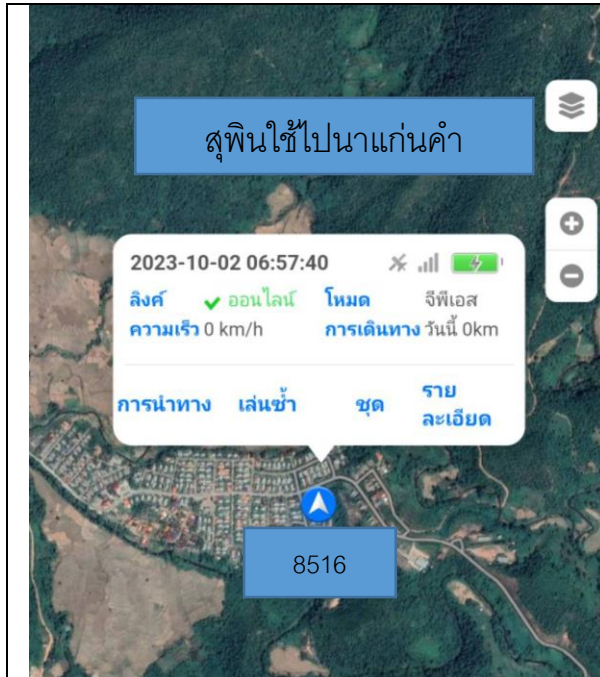 สุพินใช้ไปนาแก่นคำ
2023-10-02 06:57:40
ลิงค์ ออนไลน์ โหมด จีพีเอส
ความเร็ว 0 km/h การเดินทาง วันนี้ 0km
การนำทาง เล่นซ้ำ ชุด ราย
ละเอียด
8516